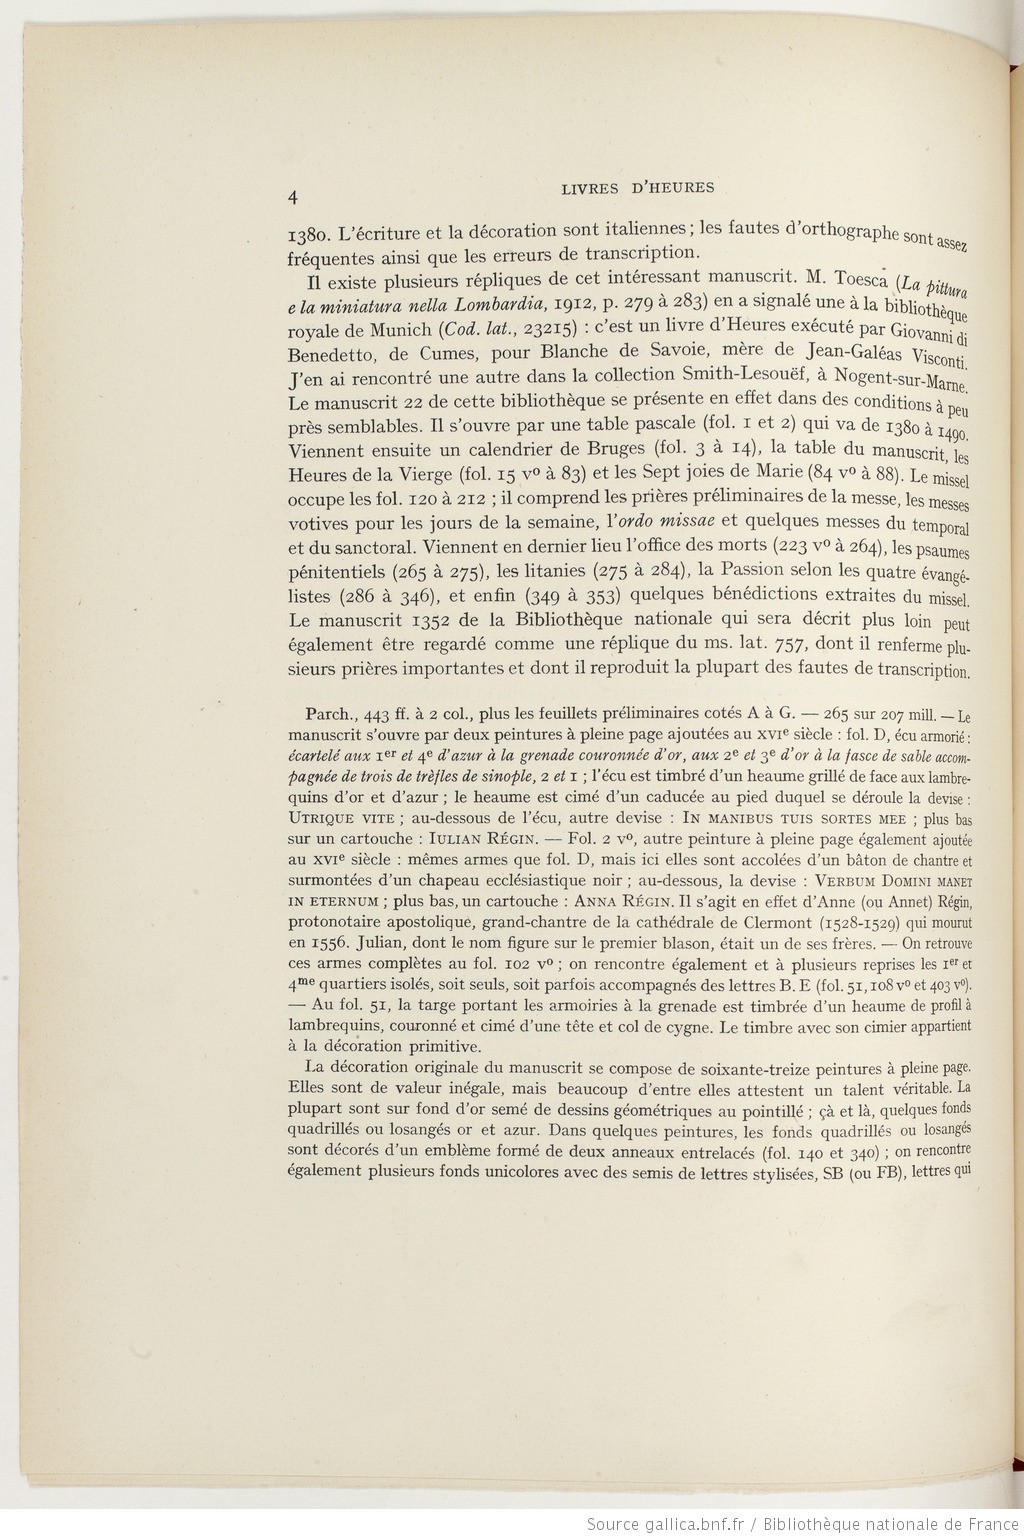 4
LIVRES D'HEURES
1380. L'écriture et la décoration sont italiennes ; les fautes d'orthographe sont assez
fréquentes ainsi que les erreurs de transcription.
Il existe plusieurs répliques de cet intéressant manuscrit. M. Toesca (La pittura
e la miniatura nella Lombardia, 1912, p. 279 à 283) en a signalé une à la bibliothèque
royale de Munich (Cod. lat., 23215) : c'est un livre d'Heures exécuté par Giovanni di
Benedetto, de Cumes, pour Blanche de Savoie, mère de Jean-Galéas Visconti.
J'en ai rencontré une autre dans la collection Smith-Lesouëf, à Nogent-sur-Marne.
Le manuscrit 22 de cette bibliothèque se présente en effet dans des conditions à peu
près semblables. Il s'ouvre par une table pascale (fol. 1 et 2) qui va de 1380 à 1490.
Viennent ensuite un calendrier de Bruges (fol. 3 à 14), la table du manuscrit, les
Heures de la Vierge (fol. 15 vº à 83) et les Sept joies de Marie (84 vº à 88). Le missel
occupe les fol. 120 à 212 ; il comprend les prières préliminaires de la messe, les messes
votives pour les jours de la semaine, l'ordo missae et quelques messes du temporal
et du sanctoral. Viennent en dernier lieu l'office des morts (223 vº à 264), les psaumes
pénitentiels (265 à 275), les litanies (275 à 284), la Passion selon les quatre évangé-
listes (286 à 346), et enfin (349 à 353) quelques bénédictions extraites du missel.
Le manuscrit 1352 de la Bibliothèque nationale qui sera décrit plus loin peut
également être regardé comme une réplique du ms. lat. 757, dont il renferme plu-
sieurs prières importantes et dont il reproduit la plupart des fautes de transcription.
Parch., 443 ff. à 2 col., plus les feuillets préliminaires cotés A à G. — 265 sur 207 mill. — Le
manuscrit s'ouvre par deux peintures à pleine page ajoutées au XVIe siècle : fol. D, écu armorié :
écartelé aux 1er et 4e d'azur à la grenade couronnée d'or, aux 2e et 3e d'or à la fasce de sable accom-
pagnée de trois de trèfles de sinople, 2 et 1 ; l'écu est timbré d'un heaume grillé de face aux lambre-
quins d'or et d'azur ; le heaume est cimé d'un caducée au pied duquel se déroule la devise :
UTRIQUE VITE ; au-dessous de l'écu, autre devise : IN MANIBUS TUIS SORTES MEE ; plus bas
sur un cartouche : IULIAN RÉGIN. — Fol. 2 vº, autre peinture à pleine page également ajoutée
au XVIe siècle : mêmes armes que fol. D, mais ici elles sont accolées d'un bâton de chantre et
surmontées d'un chapeau ecclésiastique noir ; au-dessous, la devise : VERBUM DOMINI MANET
IN ETERNUM ; plus bas, un cartouche : ANNA RÉGIN. Il s'agit en effet d'Anne (ou Annet) Régin,
protonotaire apostolique, grand-chantre de la cathédrale de Clermont (1528-1529) qui mourut
en 1556. Julian, dont le nom figure sur le premier blason, était un de ses frères. — On retrouve
ces armes complètes au fol. 102 vº ; on rencontre également et à plusieurs reprises les 1er et
4me quartiers isolés, soit seuls, soit parfois accompagnés des lettres B. E (fol. 51, 108 vº et 403 vº).
— Au fol. 51, la targe portant les armoiries à la grenade est timbrée d'un heaume de profil à
lambrequins, couronné et cimé d'une tête et col de cygne. Le timbre avec son cimier appartient
à la décoration primitive.
La décoration originale du manuscrit se compose de soixante-treize peintures à pleine page.
Elles sont de valeur inégale, mais beaucoup d'entre elles attestent un talent véritable. La
plupart sont sur fond d'or semé de dessins géométriques au pointillé ; çà et là, quelques fonds
quadrillés ou losangés or et azur. Dans quelques peintures, les fonds quadrillés ou losangés
sont décorés d'un emblème formé de deux anneaux entrelacés (fol. 140 et 340) ; on rencontre
également plusieurs fonds unicolores avec des semis de lettres stylisées, SB (ou FB), lettres qui
Source gallica.bnf.fr / Bibliothèque nationale de France